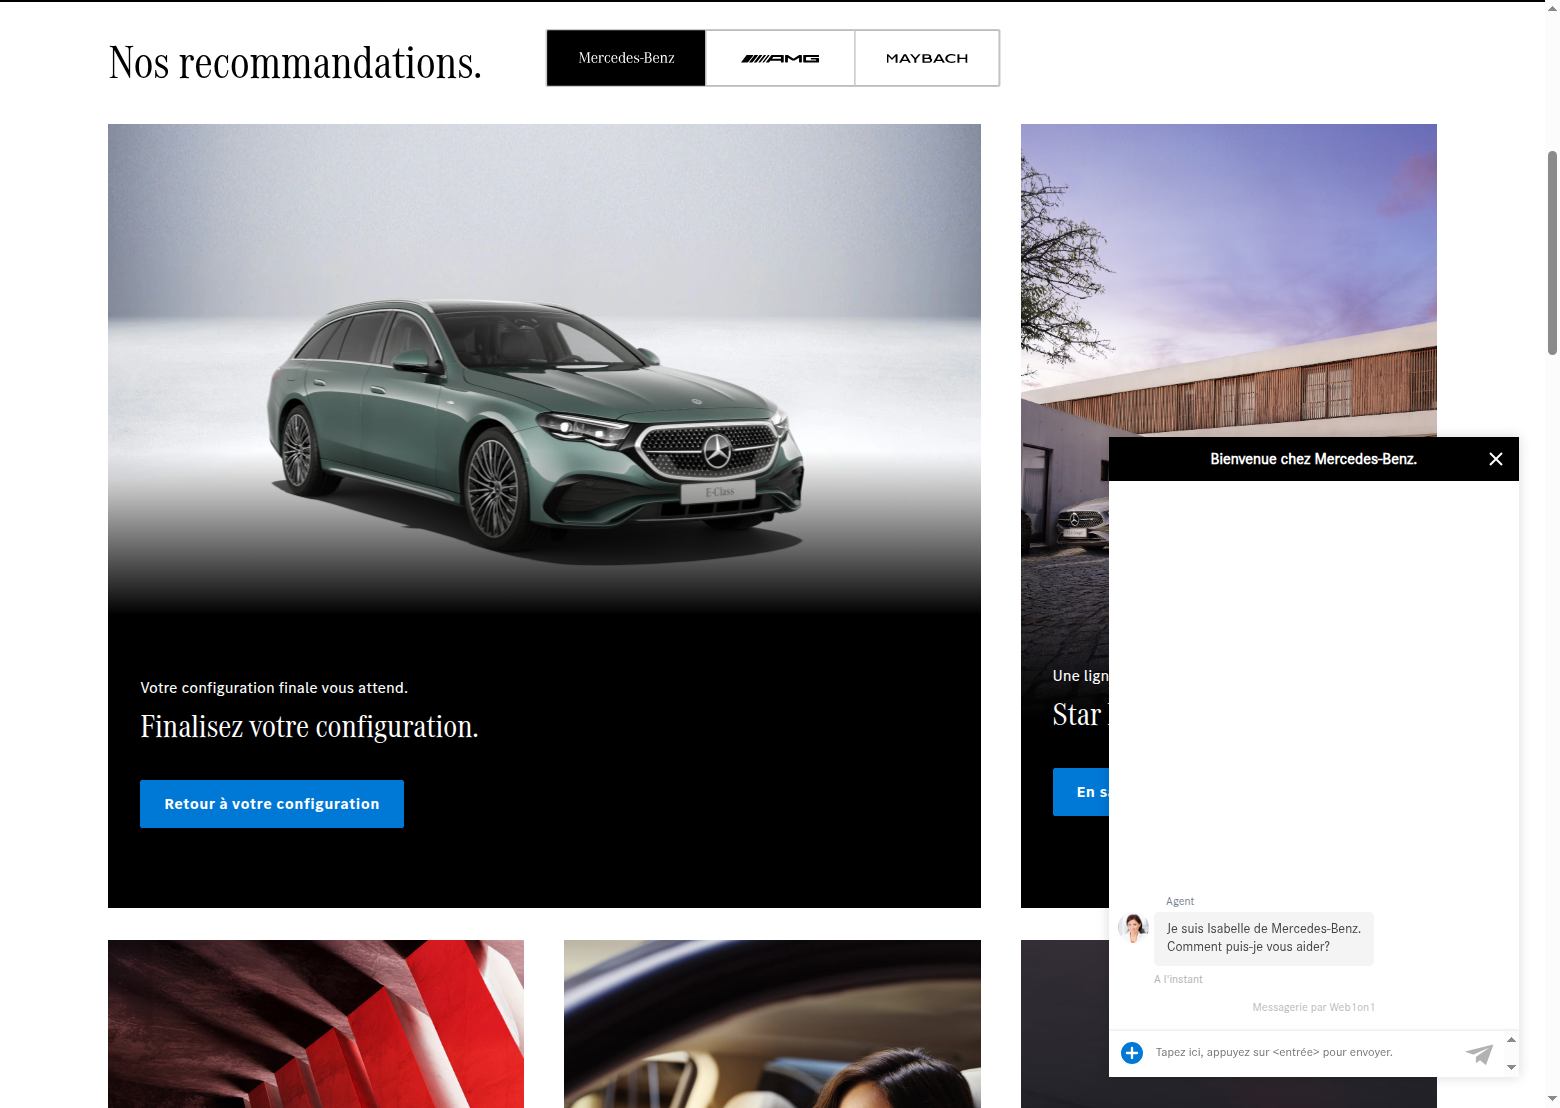 Nos recommandations.
Mercedes-Benz
AMG
MAYBACH
E-Class
Votre configuration finale vous attend.
Finalisez votre configuration.
Retour à votre configuration
Une lign
Star
En sa
Bienvenue chez Mercedes-Benz.
Agent
Je suis Isabelle de Mercedes-Benz.
Comment puis-je vous aider?
A l'instant
Messagerie par Web1on1
Tapez ici, appuyez sur <entrée> pour envoyer.